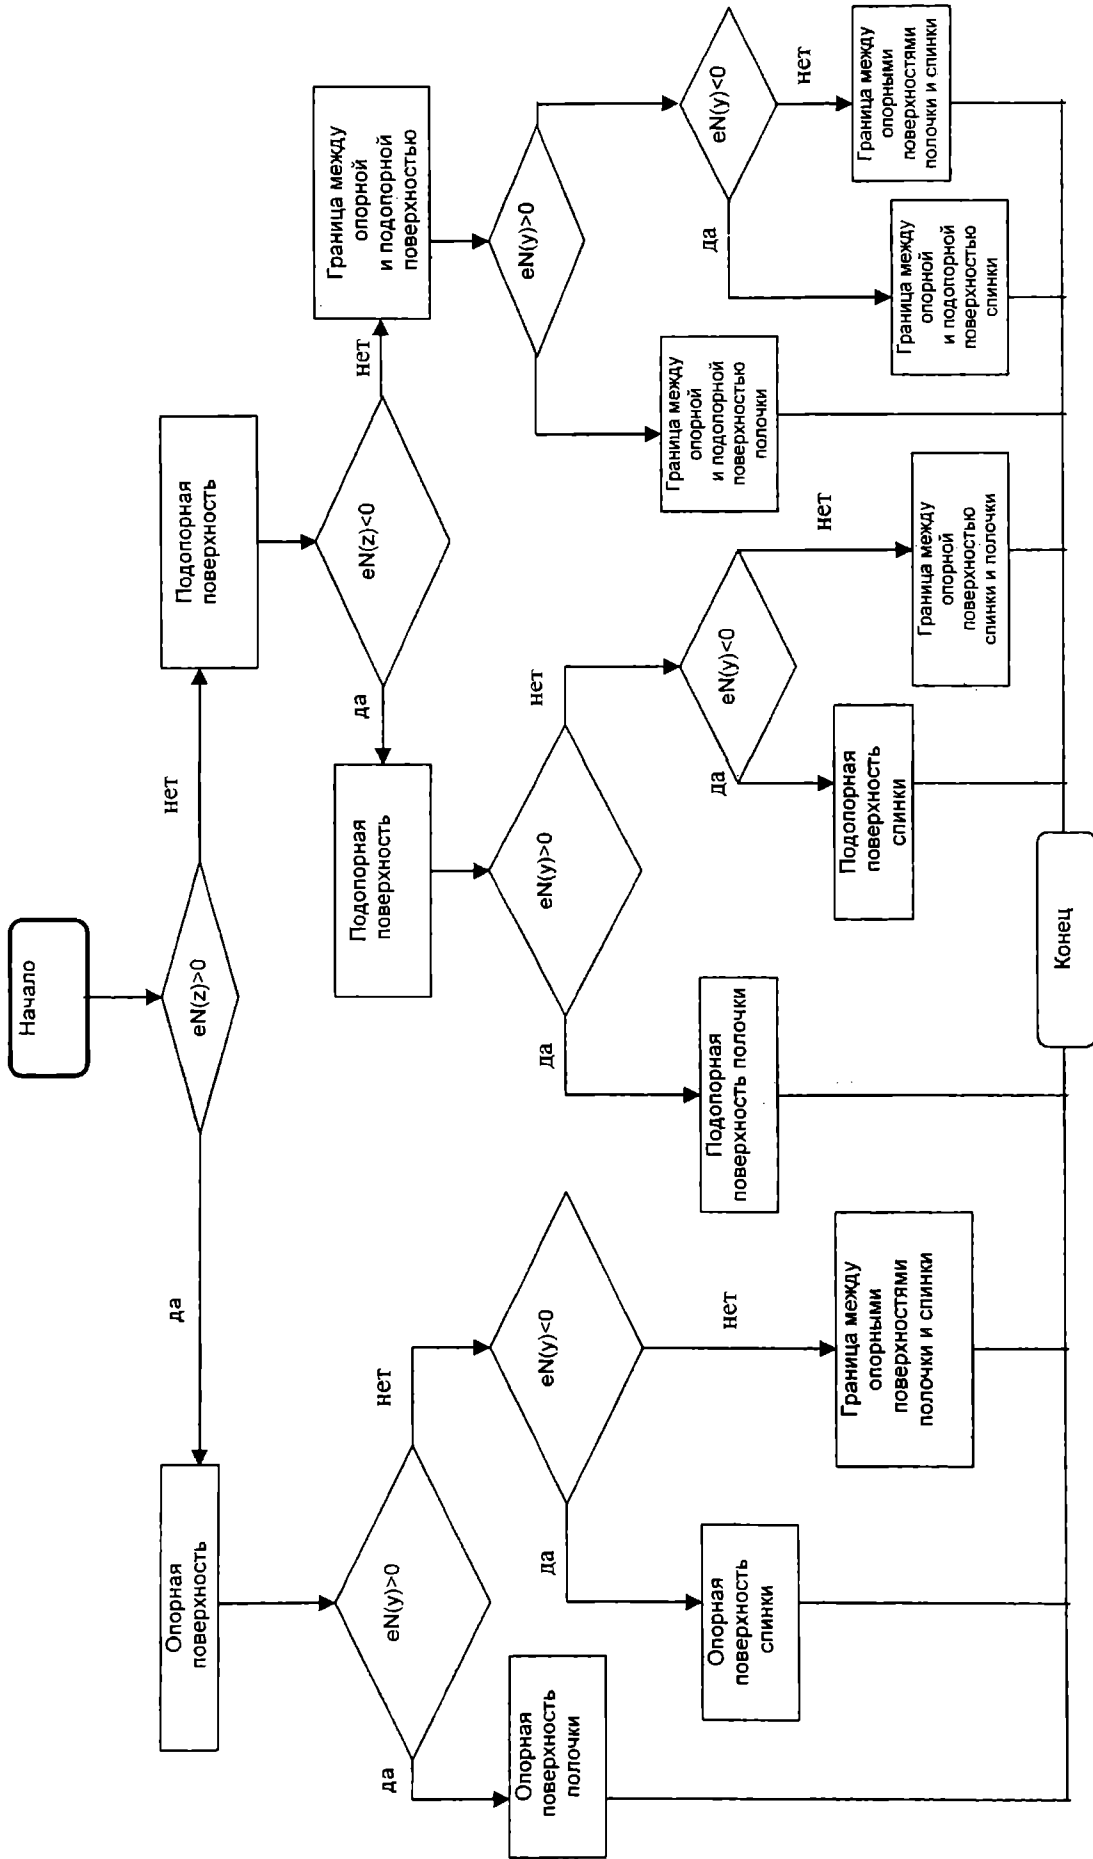 Начало
eN(z)>0
да
нет
Опорная
поверхность
Подопорная
поверхность
eN(y)>0
да
нет
eN(z)<0
да
нет
Опорная
поверхность
полочки
eN(y)<0
да
нет
Подопорная
поверхность
Граница между
опорной
и подопорной
поверхностью
Опорная
поверхность
спинки
Граница между
опорными
поверхностями
полочки и спинки
eN(y)>0
да
нет
eN(y)>0
Подопорная
поверхность полочки
eN(y)<0
да
нет
Граница между
опорной
и подопорной
поверхностью
полочки
eN(y)<0
да
нет
Подопорная
поверхность
спинки
Граница между
опорной
поверхностью
спинки и полочки
Граница между
опорной
и подопорной
поверхностью
спинки
Граница между
опорными
поверхностями
полочки и спинки
Конец